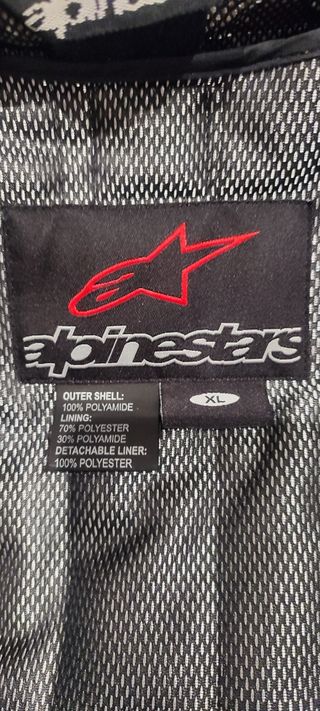 alpinestars
OUTER SHELL:
100% POLYAMIDE
LINING:
70% POLYESTER
30% POLYAMIDE
DETACHABLE LINER:
100% POLYESTER
XL